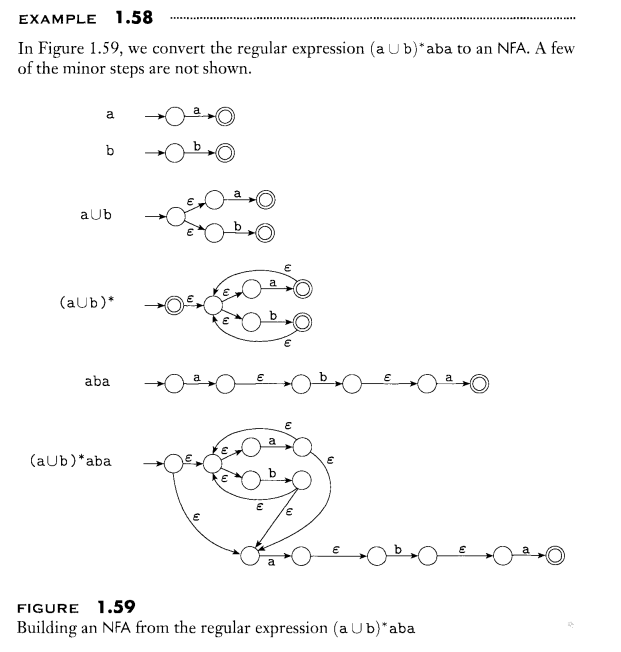 EXAMPLE 1.58
In Figure 1.59, we convert the regular expression (a ∪ b)*aba to an NFA. A few
of the minor steps are not shown.
a a
b b
ε a
a∪b
ε b
ε
ε ε a
(a∪b)*
ε b
ε
aba a ε b ε a
ε
ε ε a
(a∪b)*aba ε
ε b
ε ε
ε
a ε b ε a
FIGURE 1.59
Building an NFA from the regular expression (a ∪ b)*aba